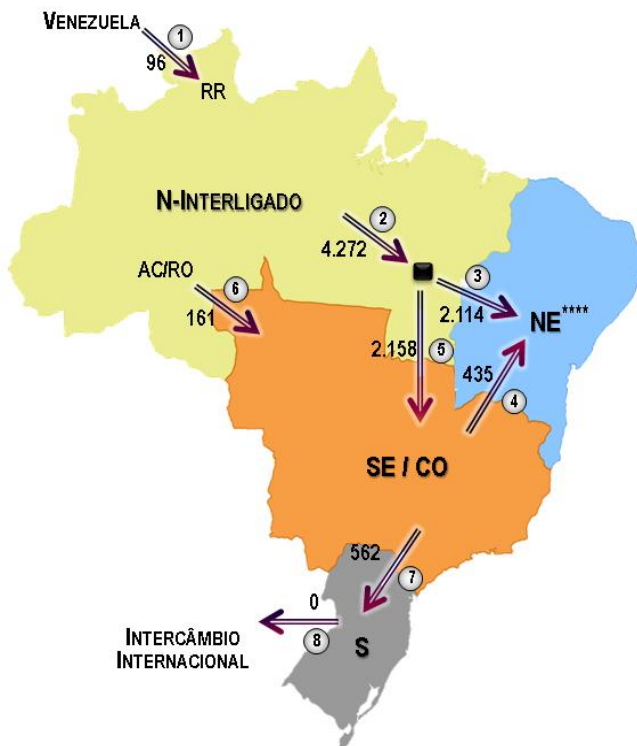 VENEZUELA
1
96
RR
N-INTERLIGADO
2
4.272
AC/RO
6
161
3
2.114
NE****
2.158
5
435
4
SE / CO
562
7
0
8
INTERCÂMBIO
INTERNACIONAL
S